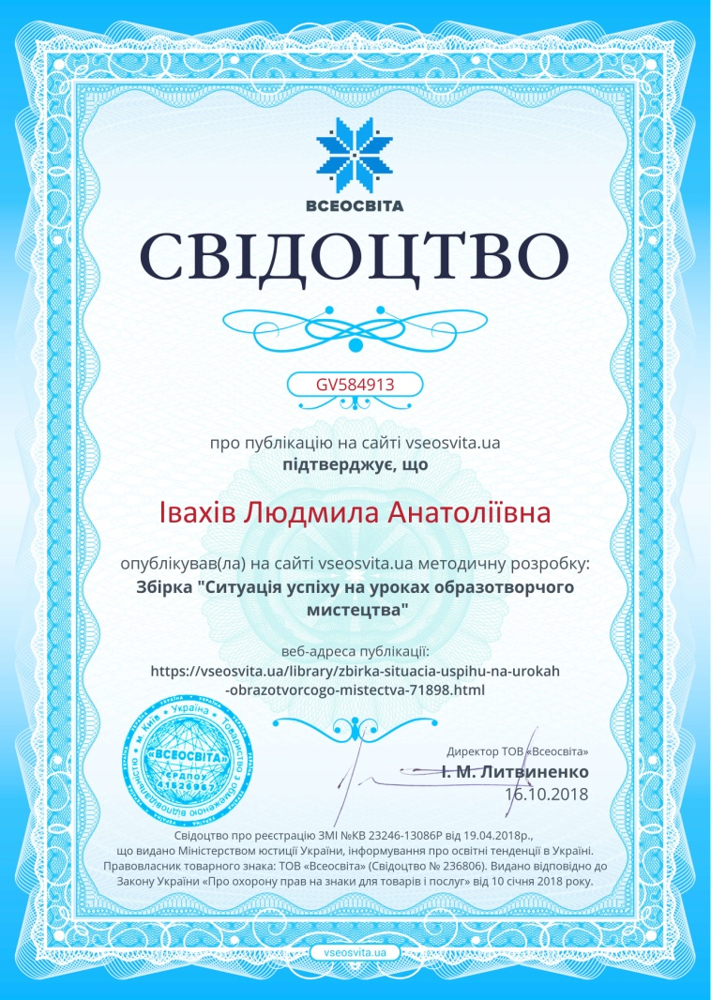 ВСЕОСВІТА
СВІДОЦТВО
GV584913
про публікацію на сайті vseosvita.ua
підтверджує, що
Івахів Людмила Анатоліївна
опублікував(ла) на сайті vseosvita.ua методичну розробку:
Збірка "Ситуація успіху на уроках образотворчого
мистецтва"
веб-адреса публікації:
https://vseosvita.ua/library/zbirka-situacia-uspihu-na-urokah
-obrazotvorcogo-mistectva-71898.html
м. Київ • Україна • Товариство з обмеженою відповідальністю
«ВСЕОСВІТА»
ЄДРАПОУ
41526967
Директор ТОВ «Всеосвіта»
І. М. Литвиненко
16.10.2018
Свідоцтво про реєстрацію ЗМІ №КВ 23246-13086Р від 19.04.2018р.,
що видано Міністерством юстиції України, інформування про освітні тенденції в Україні.
Правовласник товарного знака: ТОВ «Всеосвіта» (Свідоцтво № 236806). Видано відповідно до
Закону України «Про охорону прав на знаки для товарів і послуг» від 10 січня 2018 року.
vseosvita.ua